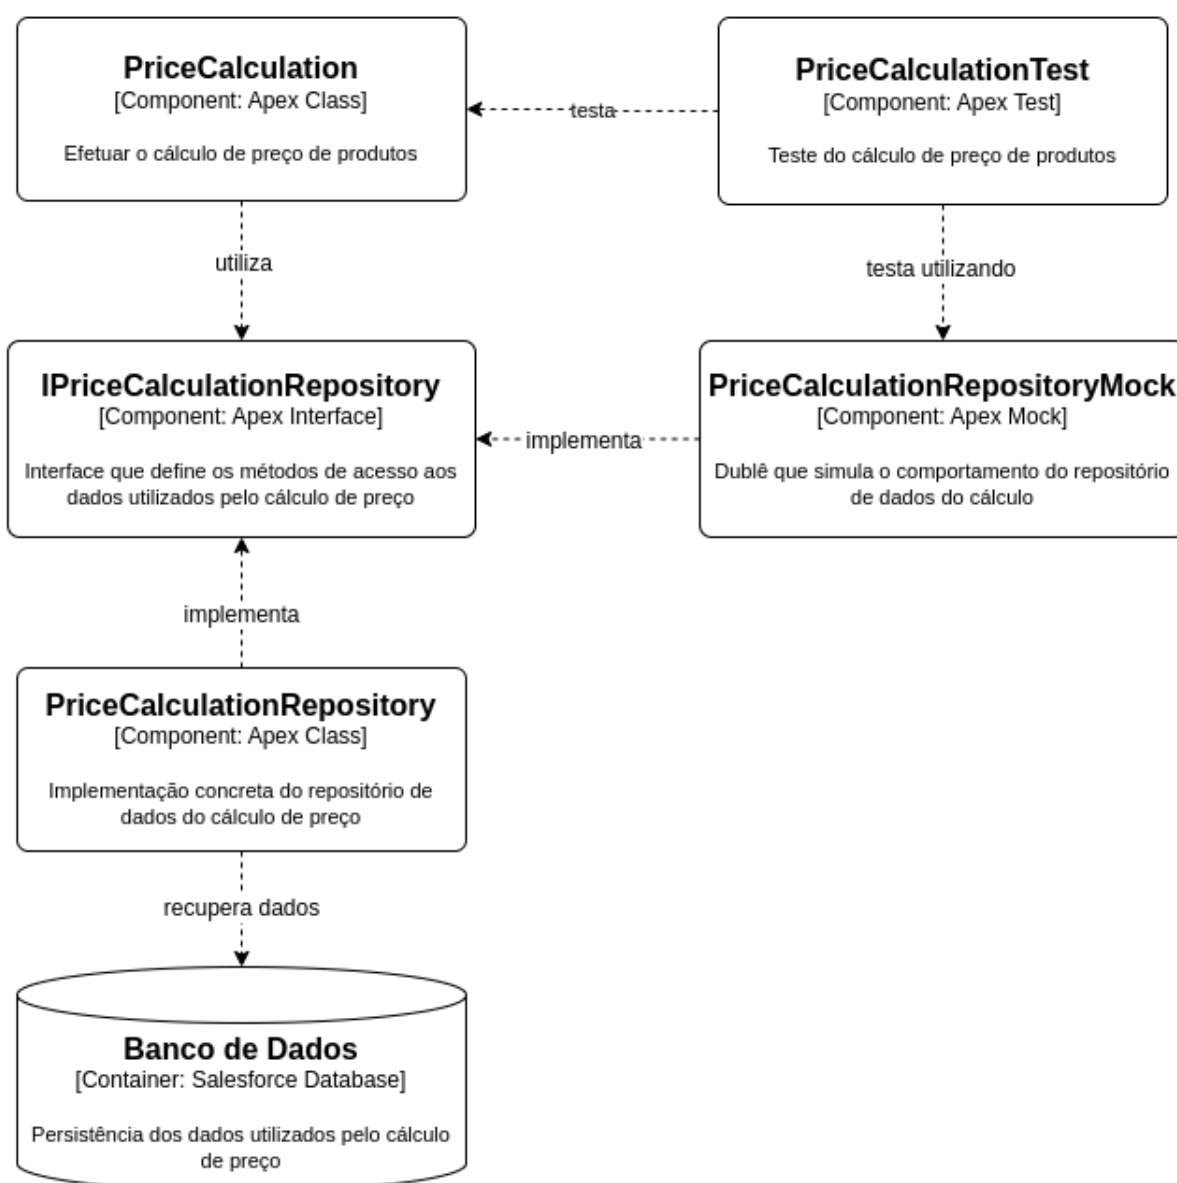 PriceCalculation
[Component: Apex Class]
Efetuar o cálculo de preço de produtos
testa
PriceCalculationTest
[Component: Apex Test]
Teste do cálculo de preço de produtos
utiliza
testa utilizando
IPriceCalculationRepository
[Component: Apex Interface]
Interface que define os métodos de acesso aos
dados utilizados pelo cálculo de preço
implementa
PriceCalculationRepositoryMock
[Component: Apex Mock]
Dublê que simula o comportamento do repositório
de dados do cálculo
implementa
PriceCalculationRepository
[Component: Apex Class]
Implementação concreta do repositório de
dados do cálculo de preço
recupera dados
Banco de Dados
[Container: Salesforce Database]
Persistência dos dados utilizados pelo cálculo
de preço